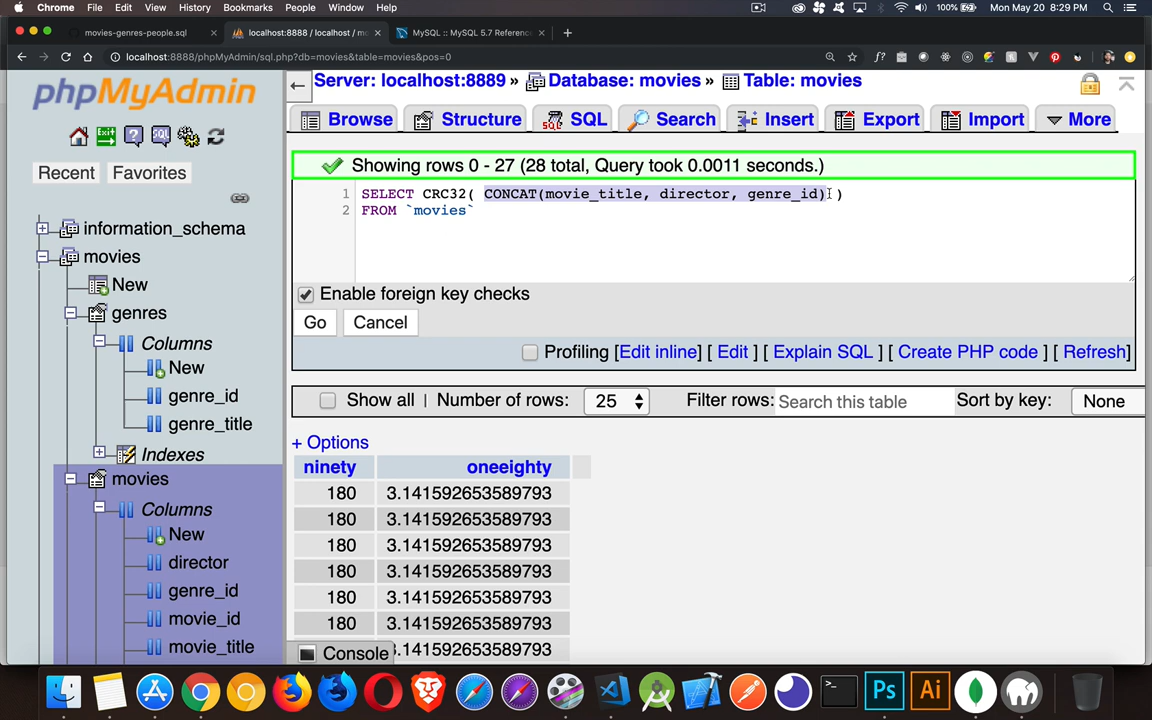 Chrome File Edit View History Bookmarks People Window Help 100% Mon May 20 8:29 PM
movies-genres-people.sql × localhost:8888 / localhost / mo × MySQL :: MySQL 5.7 Referenc × +
localhost:8888/phpMyAdmin/sql.php?db=movies&table=movies&pos=0
phpMyAdmin
Recent Favorites
information_schema
movies
New
genres
Columns
New
genre_id
genre_title
Indexes
movies
Columns
New
director
genre_id
movie_id
movie_title
Server: localhost:8889 » Database: movies » Table: movies
Browse Structure SQL Search Insert Export Import More
Showing rows 0 - 27 (28 total, Query took 0.0011 seconds.)
1 SELECT CRC32( CONCAT(movie_title, director, genre_id) )
2 FROM `movies`
Enable foreign key checks
Go Cancel
Profiling [Edit inline] [ Edit ] [ Explain SQL ] [ Create PHP code ] [ Refresh]
Show all | Number of rows: 25 Filter rows: Search this table Sort by key: None
+ Options
ninety oneeighty
180 3.141592653589793
180 3.141592653589793
180 3.141592653589793
180 3.141592653589793
180 3.141592653589793
180 3.141592653589793
Console 3.141592653589793